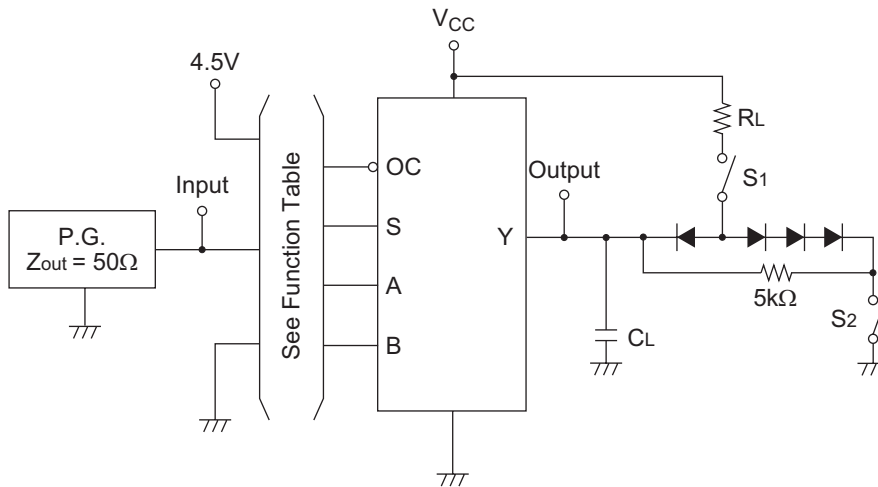 VCC
4.5V
RL
OC
Output
Input
S1
See Function Table
S
P.G.
Zout = 50Ω
Y
A
5kΩ
S2
B
CL